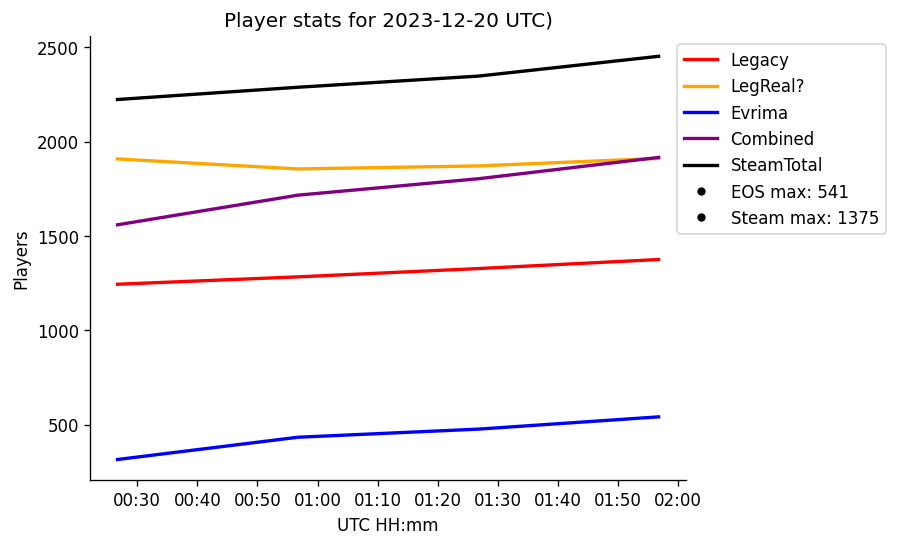 Player stats for 2023-12-20 UTC)
2500
2000
1500
1000
500
Players
00:30 00:40 00:50 01:00 01:10 01:20 01:30 01:40 01:50 02:00
UTC HH:mm
Legacy
LegReal?
Evrima
Combined
SteamTotal
EOS max: 541
Steam max: 1375